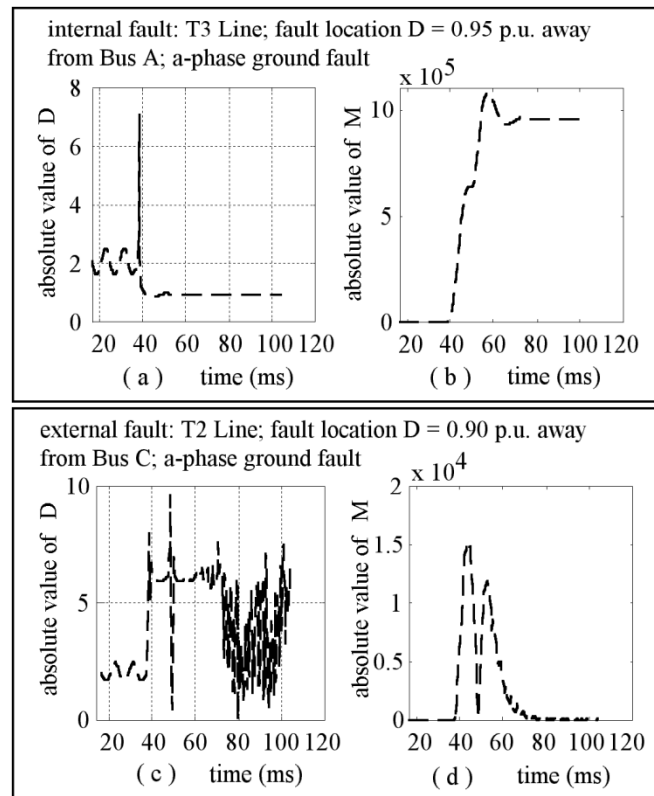 internal fault: T3 Line; fault location D = 0.95 p.u. away
from Bus A; a-phase ground fault
absolute value of D
8
6
4
2
0
20 40 60 80 100 120
( a ) time (ms)
x 10^5
absolute value of M
10
5
0
20 40 60 80 100 120
( b ) time (ms)
external fault: T2 Line; fault location D = 0.90 p.u. away
from Bus C; a-phase ground fault
absolute value of D
10
5
0
20 40 60 80 100 120
( c ) time (ms)
x 10^4
absolute value of M
2
1.5
1
0.5
0
20 40 60 80 100 120
( d ) time (ms)